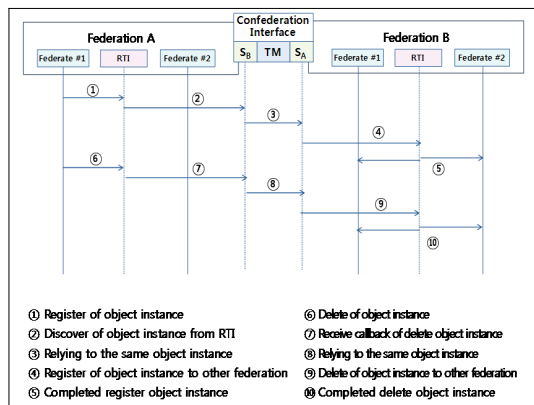 Federation A
Confederation
Interface
Federation B
Federate #1
RTI
Federate #2
SB
TM
SA
Federate #1
RTI
Federate #2
①
②
③
④
⑤
⑥
⑦
⑧
⑨
⑩
① Register of object instance
② Discover of object instance from RTI
③ Relying to the same object instance
④ Register of object instance to other federation
⑤ Completed register object instance
⑥ Delete of object instance
⑦ Receive callback of delete object instance
⑧ Relying to the same object instance
⑨ Delete of object instance to other federation
⑩ Completed delete object instance